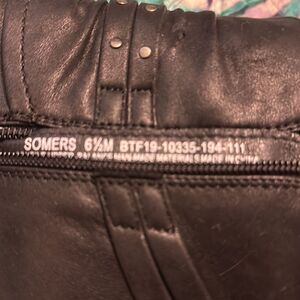 SOMERS 6½M BTF19-10335-194-111
MAN MADE MATERIALS MADE IN CHINA